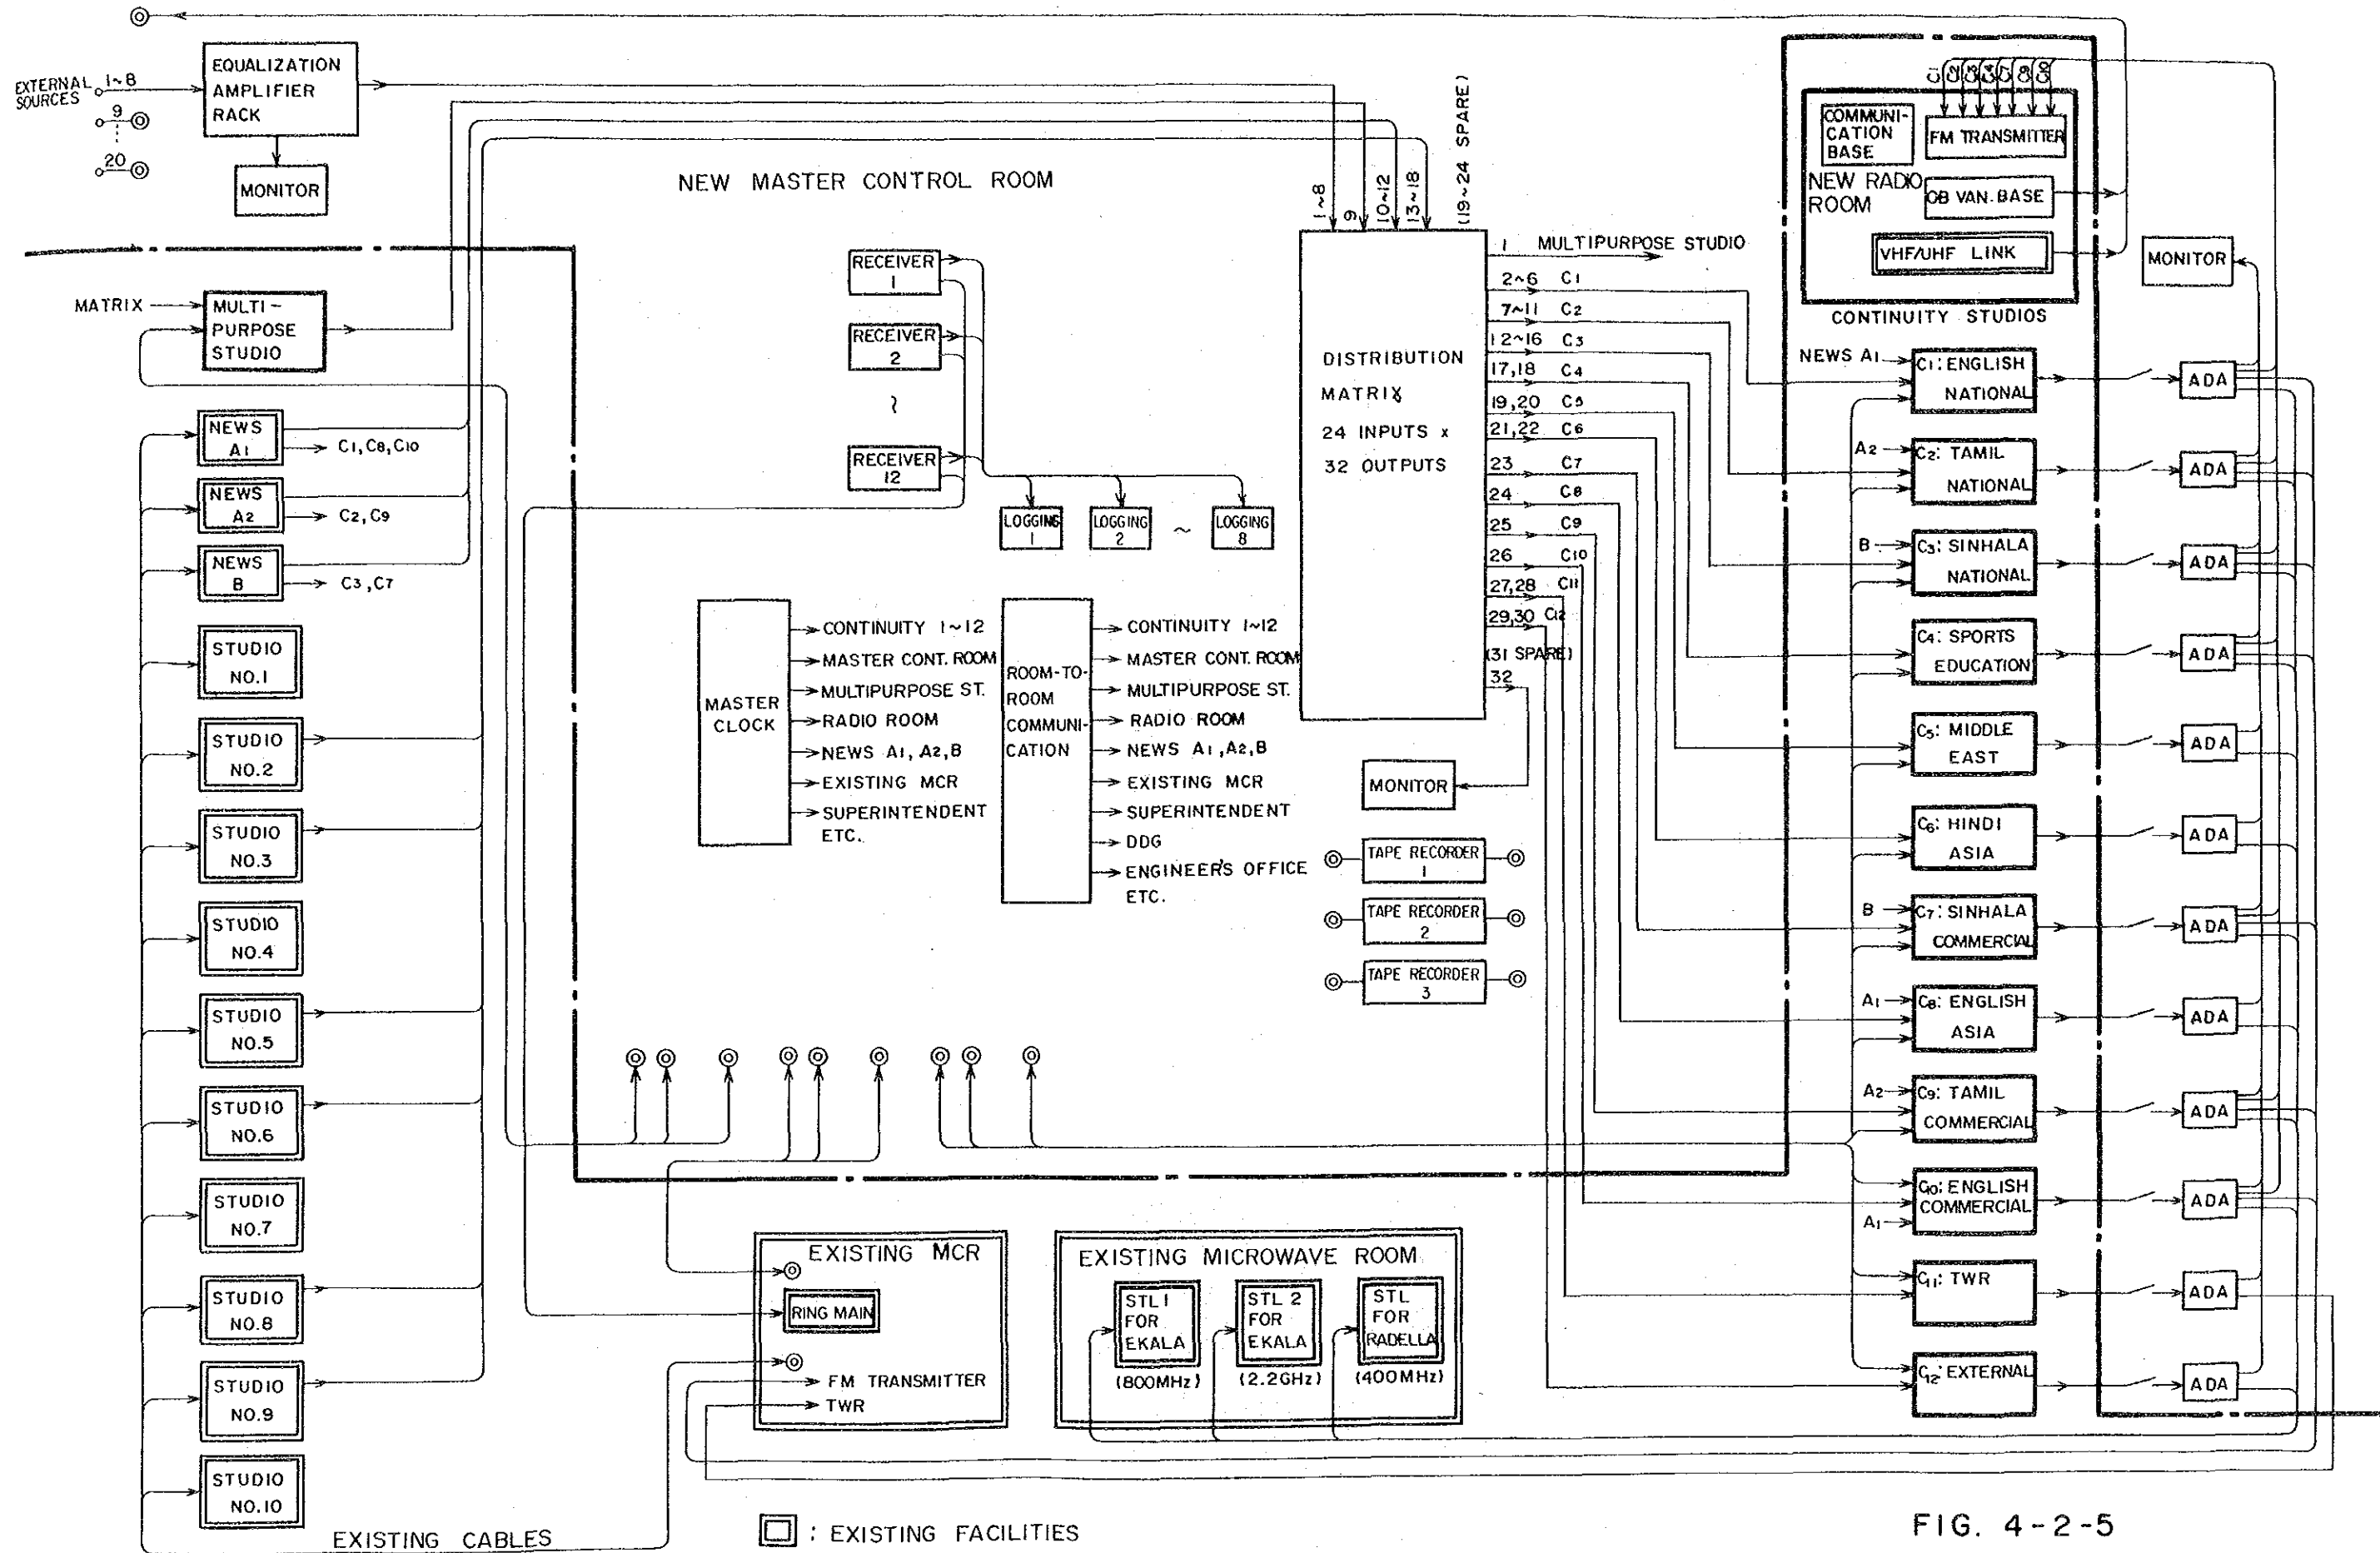 EXTERNAL
SOURCES
1~8
9
20
EQUALIZATION
AMPLIFIER
RACK
MONITOR
NEW MASTER CONTROL ROOM
MATRIX
MULTI-
PURPOSE
STUDIO
NEWS
A1
C1, C8, C10
NEWS
A2
C2, C9
NEWS
B
C3, C7
STUDIO
NO.1
STUDIO
NO.2
STUDIO
NO.3
STUDIO
NO.4
STUDIO
NO.5
STUDIO
NO.6
STUDIO
NO.7
STUDIO
NO.8
STUDIO
NO.9
STUDIO
NO.10
EXISTING CABLES
RECEIVER
1
RECEIVER
2
~
RECEIVER
12
LOGGING
1
LOGGING
2
~
LOGGING
8
MASTER
CLOCK
CONTINUITY 1~12
MASTER CONT. ROOM
MULTIPURPOSE ST.
RADIO ROOM
NEWS A1, A2, B
EXISTING MCR
SUPERINTENDENT
ETC.
ROOM-TO-
ROOM
COMMUNI-
CATION
CONTINUITY 1~12
MASTER CONT. ROOM
MULTIPURPOSE ST.
RADIO ROOM
NEWS A1, A2, B
EXISTING MCR
SUPERINTENDENT
DDG
ENGINEER'S OFFICE
ETC.
1~8
9
10~12
13~18
(19~24 SPARE)
DISTRIBUTION
MATRIX
24 INPUTS x
32 OUTPUTS
1 MULTIPURPOSE STUDIO
2~6 C1
7~11 C2
12~16 C3
17,18 C4
19,20 C5
21,22 C6
23 C7
24 C8
25 C9
26 C10
27,28 C11
29,30 C12
(31 SPARE)
32
MONITOR
TAPE RECORDER
1
TAPE RECORDER
2
TAPE RECORDER
3
EXISTING MCR
RING MAIN
FM TRANSMITTER
TWR
EXISTING MICROWAVE ROOM
STL 1
FOR
EKALA
(800MHz)
STL 2
FOR
EKALA
(2.2GHz)
STL
FOR
RADELLA
(400MHz)
C1
C2
C3
C4
C7
C9
C10
COMMUNI-
CATION
BASE
FM TRANSMITTER
NEW RADIO
ROOM
OB VAN. BASE
VHF/UHF LINK
CONTINUITY STUDIOS
MONITOR
NEWS A1
C1: ENGLISH
NATIONAL
ADA
A2
C2: TAMIL
NATIONAL
ADA
B
C3: SINHALA
NATIONAL
ADA
C4: SPORTS
EDUCATION
ADA
C5: MIDDLE
EAST
ADA
C6: HINDI
ASIA
ADA
B
C7: SINHALA
COMMERCIAL
ADA
A1
C8: ENGLISH
ASIA
ADA
A2
C9: TAMIL
COMMERCIAL
ADA
C10: ENGLISH
COMMERCIAL
A1
ADA
C11: TWR
ADA
C12: EXTERNAL
ADA
: EXISTING FACILITIES
FIG. 4-2-5